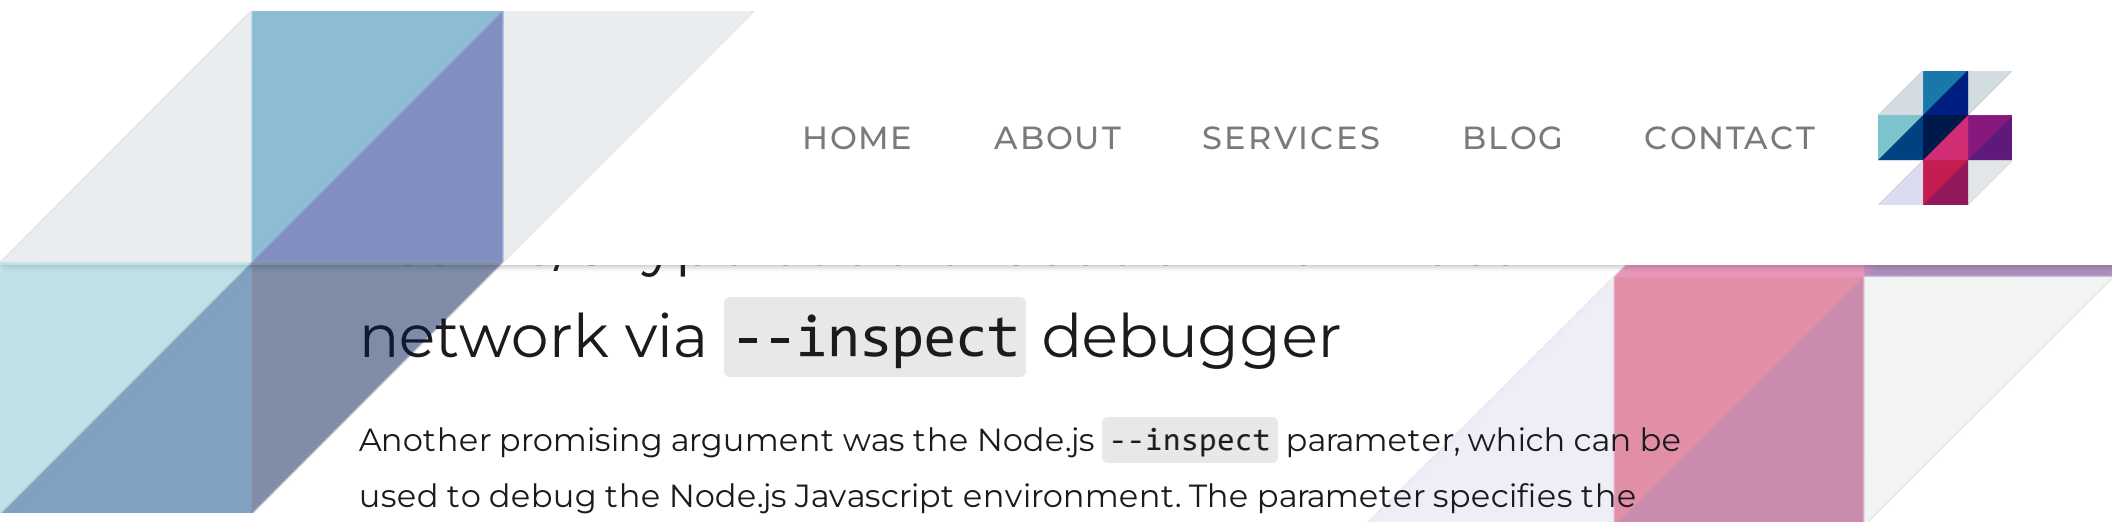 HOME ABOUT SERVICES BLOG CONTACT
network via --inspect debugger
Another promising argument was the Node.js --inspect parameter, which can be
used to debug the Node.js Javascript environment. The parameter specifies the